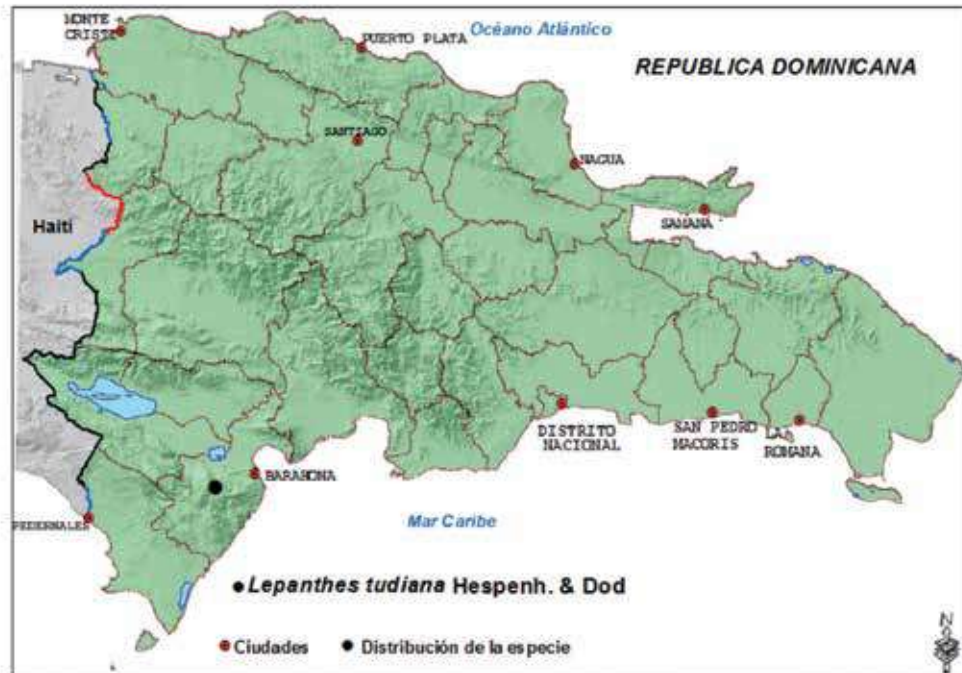 MONTE
CRISTI
Océano Atlántico
PUERTO PLATA
REPUBLICA DOMINICANA
SANTIAGO
NAGUA
SAMANA
Haití
DISTRITO
NACIONAL
SAN PEDRO
MACORIS
LA
ROMANA
BARAHONA
PEDERNALES
Mar Caribe
Lepanthes tudiana Hespenh. & Dod
Ciudades
Distribución de la especie
N